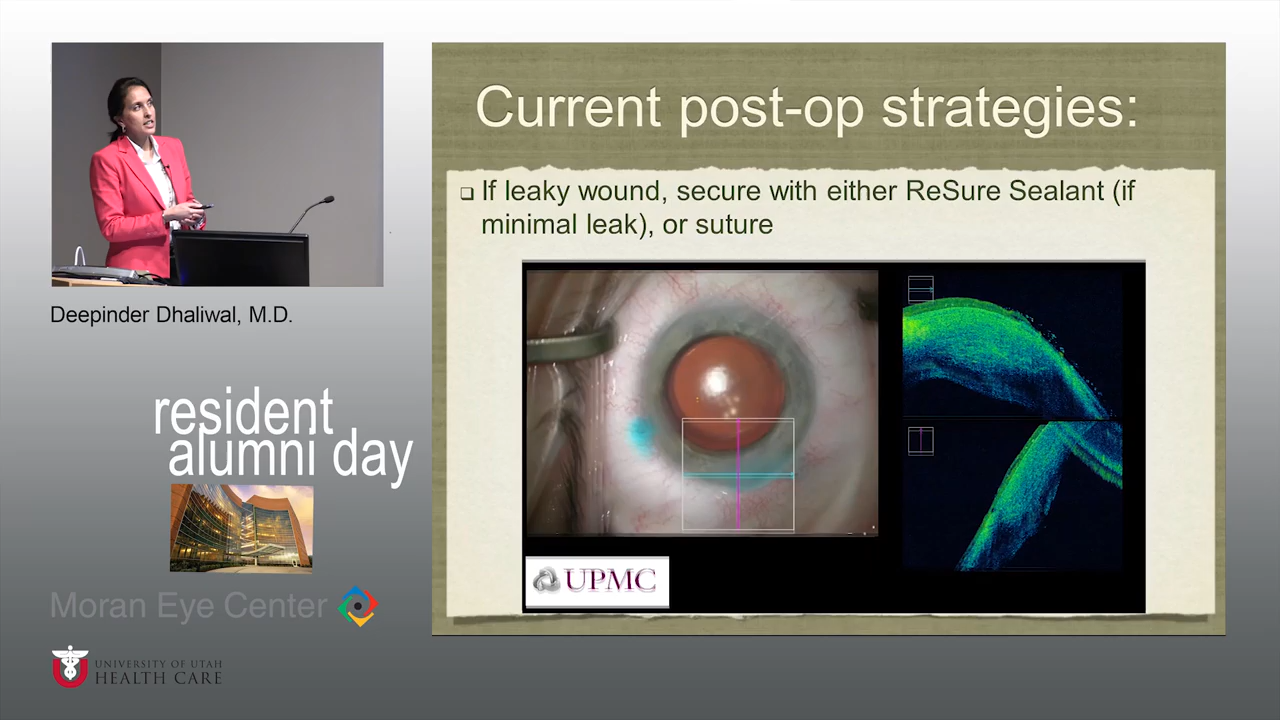 Current post-op strategies:
If leaky wound, secure with either ReSure Sealant (if
minimal leak), or suture
UPMC
Deepinder Dhaliwal, M.D.
resident
alumni day
Moran Eye Center
UNIVERSITY OF UTAH
HEALTH CARE